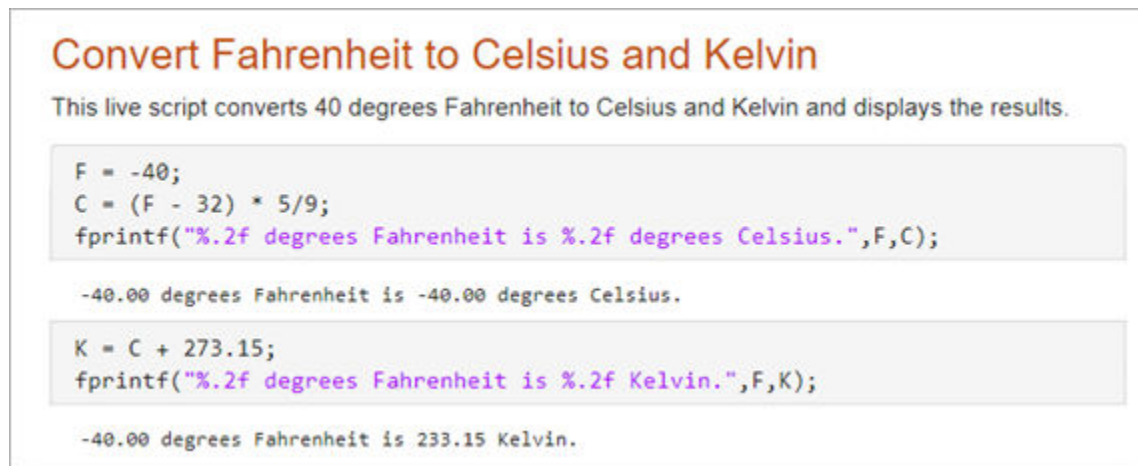 Convert Fahrenheit to Celsius and Kelvin
This live script converts 40 degrees Fahrenheit to Celsius and Kelvin and displays the results.
F = -40;
C = (F - 32) * 5/9;
fprintf("%.2f degrees Fahrenheit is %.2f degrees Celsius.",F,C);
-40.00 degrees Fahrenheit is -40.00 degrees Celsius.
K = C + 273.15;
fprintf("%.2f degrees Fahrenheit is %.2f Kelvin.",F,K);
-40.00 degrees Fahrenheit is 233.15 Kelvin.